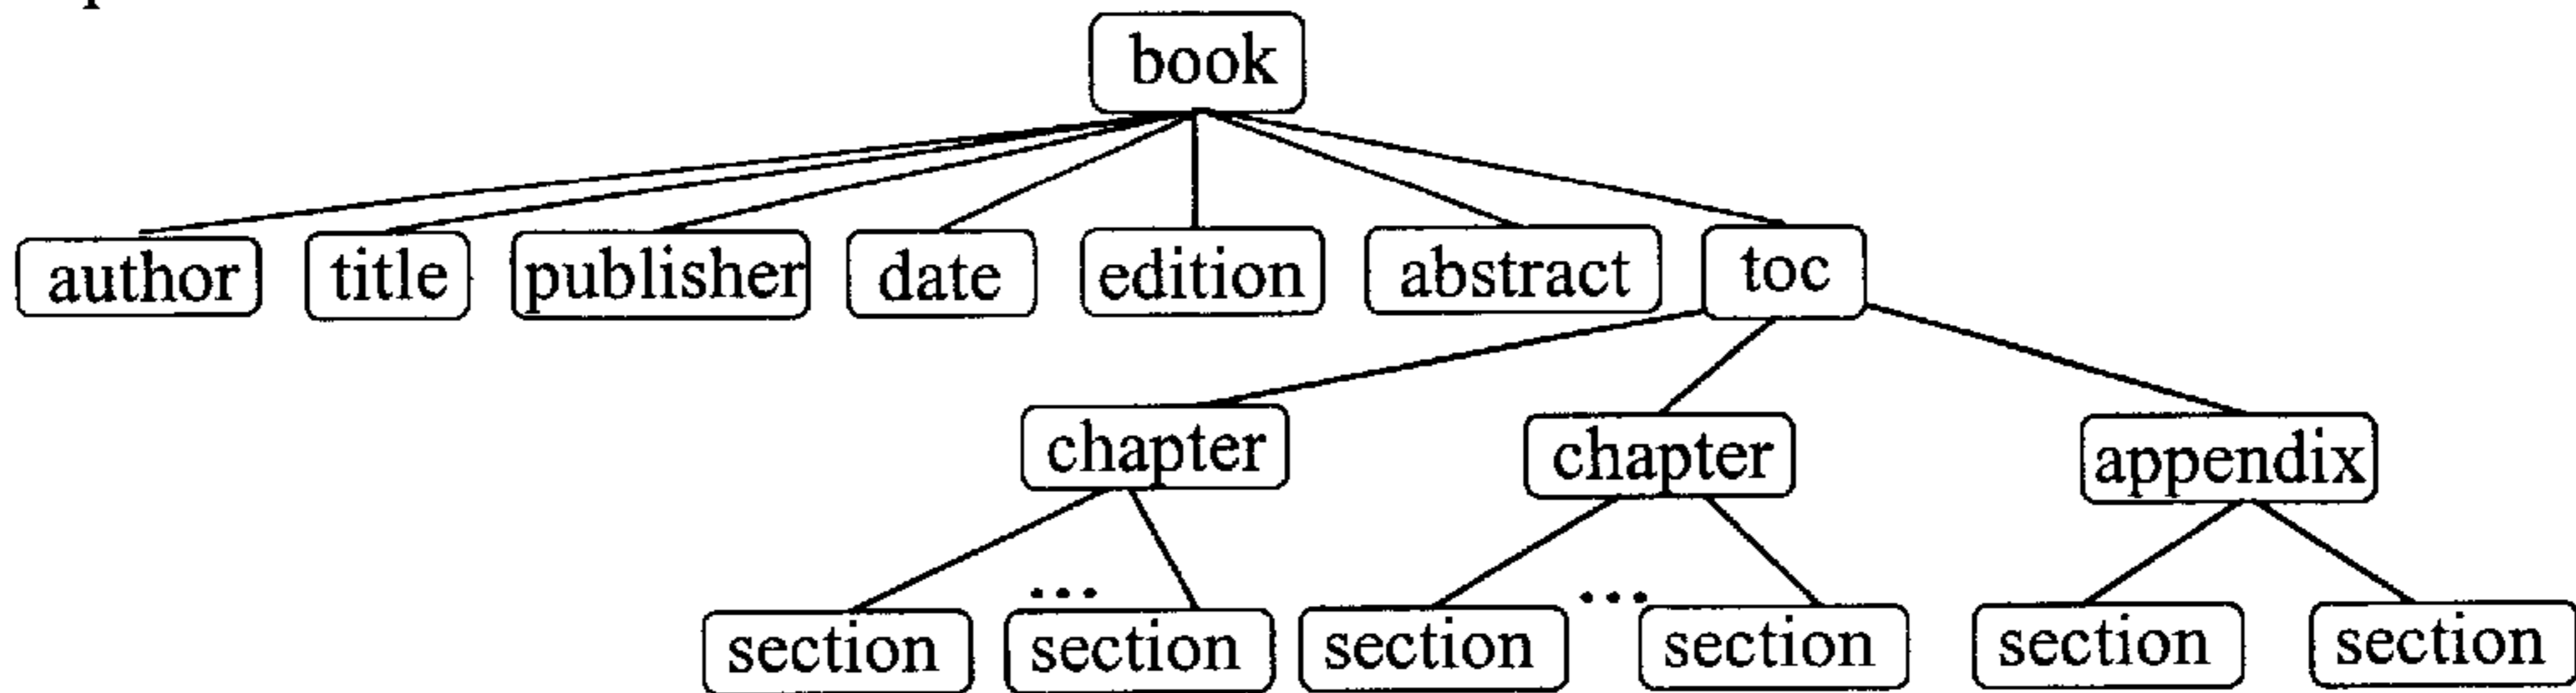 book
author title publisher date edition abstract toc
chapter chapter appendix
... ...
section section section section section section